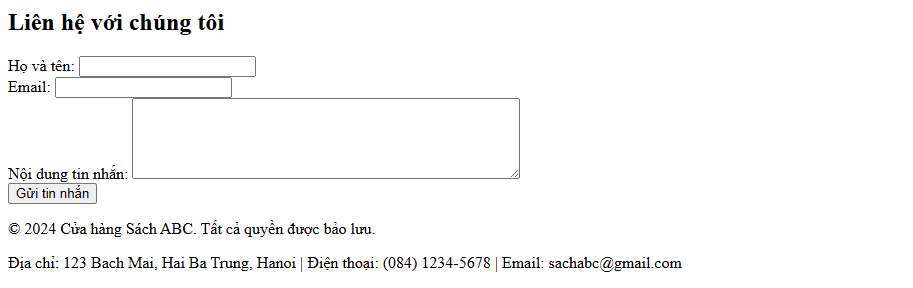 Liên hệ với chúng tôi
Họ và tên:
Email:
Nội dung tin nhắn:
Gửi tin nhắn
© 2024 Cửa hàng Sách ABC. Tất cả quyền được bảo lưu.
Địa chỉ: 123 Bach Mai, Hai Ba Trung, Hanoi | Điện thoại: (084) 1234-5678 | Email: sachabc@gmail.com